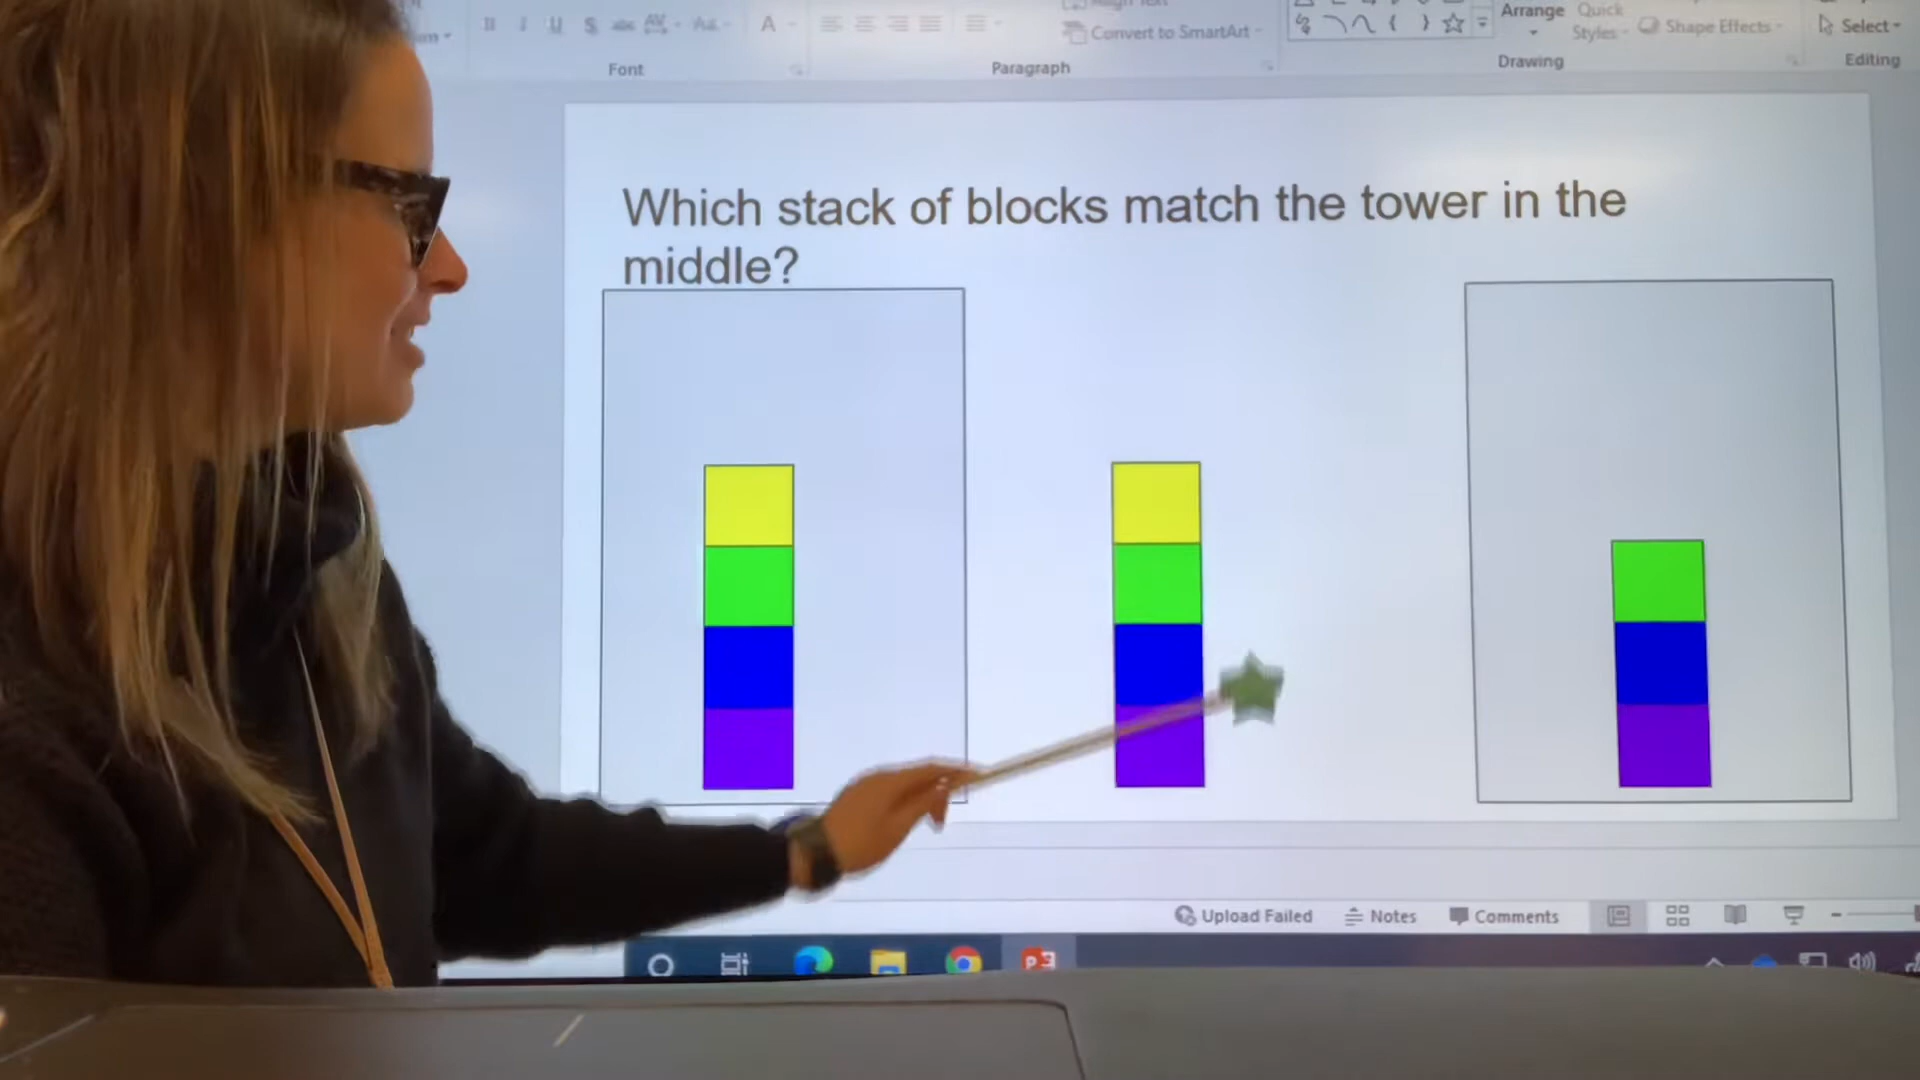 Arrange
Quick
Styles
Convert to SmartArt
Shape Effects
Select
Font
Paragraph
Drawing
Editing
Which stack of blocks match the tower in the
middle?
Upload Failed
Notes
Comments